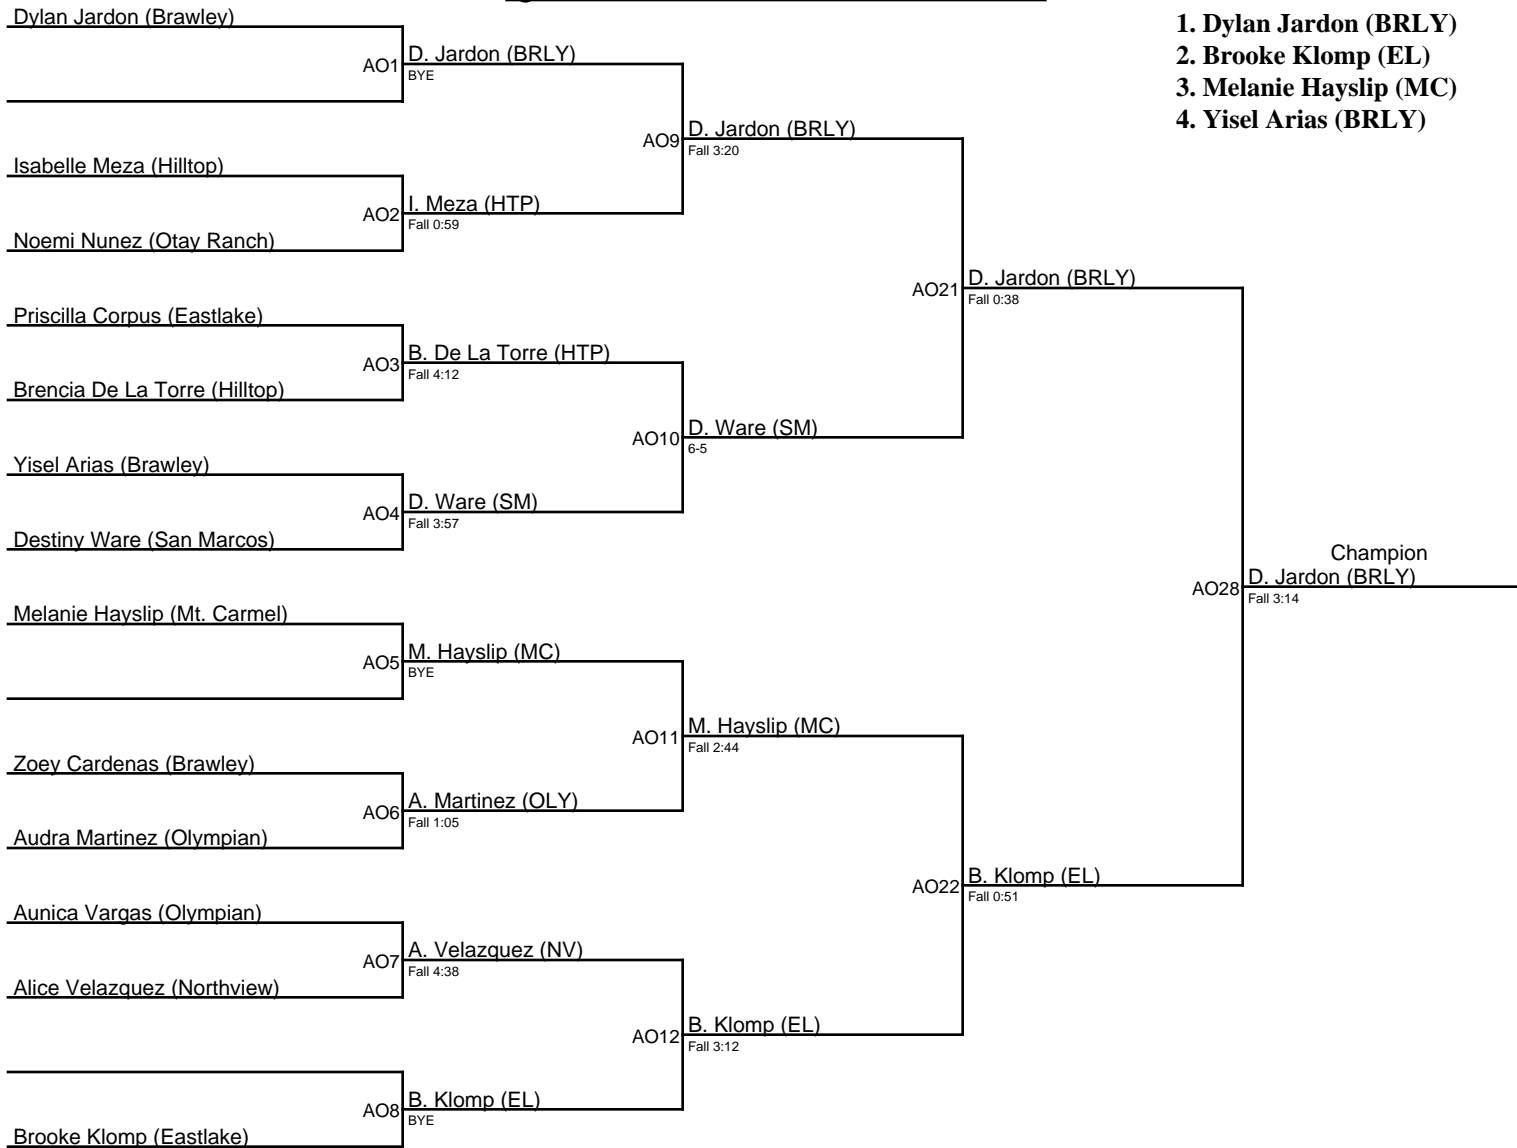 Dylan Jardon (Brawley)
AO1
D. Jardon (BRLY)
BYE
Isabelle Meza (Hilltop)
AO2
I. Meza (HTP)
Fall 0:59
Noemi Nunez (Otay Ranch)
AO9
D. Jardon (BRLY)
Fall 3:20
Priscilla Corpus (Eastlake)
AO3
B. De La Torre (HTP)
Fall 4:12
Brencia De La Torre (Hilltop)
Yisel Arias (Brawley)
AO4
D. Ware (SM)
Fall 3:57
Destiny Ware (San Marcos)
AO10
D. Ware (SM)
6-5
AO21
D. Jardon (BRLY)
Fall 0:38
Melanie Hayslip (Mt. Carmel)
AO5
M. Hayslip (MC)
BYE
Zoey Cardenas (Brawley)
AO6
A. Martinez (OLY)
Fall 1:05
Audra Martinez (Olympian)
AO11
M. Hayslip (MC)
Fall 2:44
Aunica Vargas (Olympian)
AO7
A. Velazquez (NV)
Fall 4:38
Alice Velazquez (Northview)
AO8
B. Klomp (EL)
BYE
Brooke Klomp (Eastlake)
AO12
B. Klomp (EL)
Fall 3:12
AO22
B. Klomp (EL)
Fall 0:51
Champion
AO28
D. Jardon (BRLY)
Fall 3:14
1. Dylan Jardon (BRLY)
2. Brooke Klomp (EL)
3. Melanie Hayslip (MC)
4. Yisel Arias (BRLY)